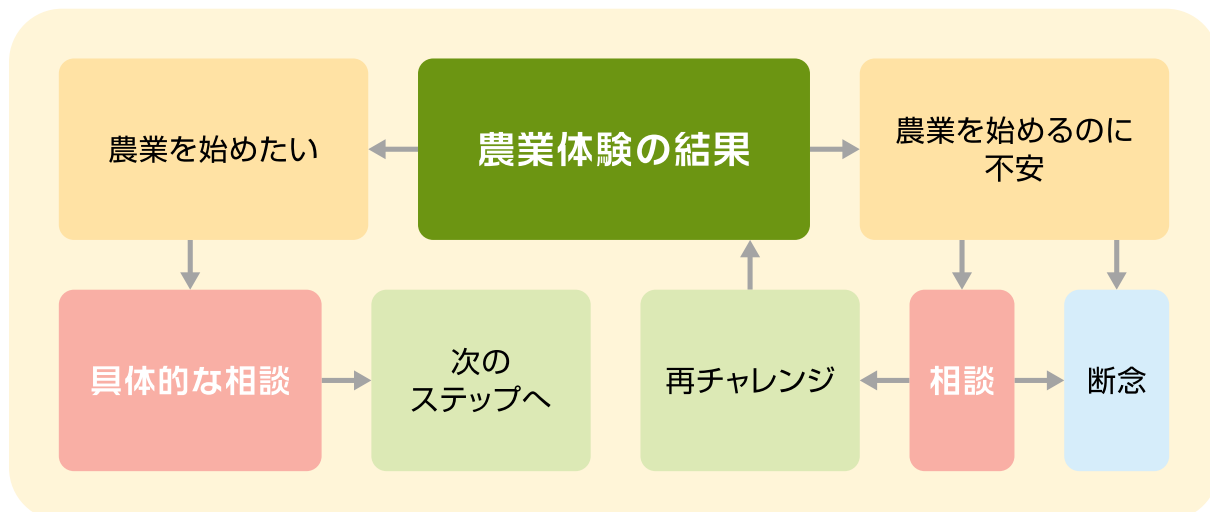 農業を始めたい
農業体験の結果
農業を始めるのに
不安
具体的な相談
次の
ステップへ
再チャレンジ
相談
断念